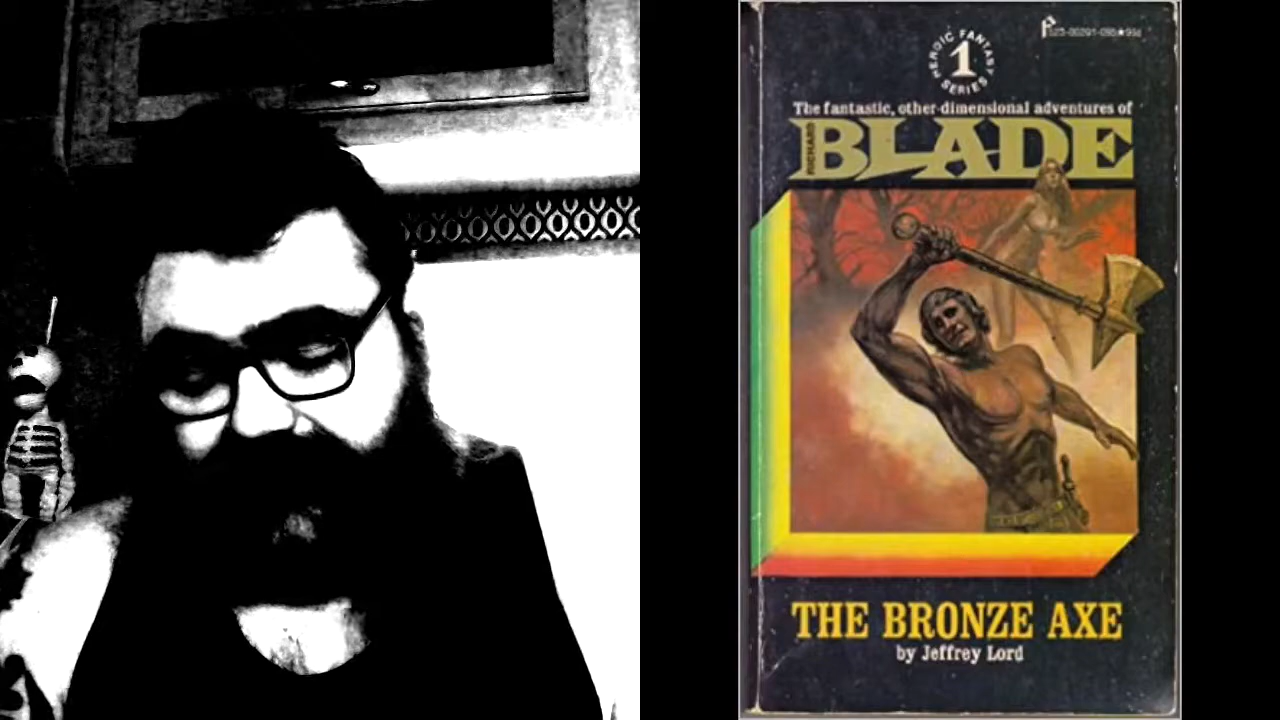 HEROIC FANTASY
1
SERIES
The fantastic, other-dimensional adventures of
RICHARD
BLADE
THE BRONZE AXE
by Jeffrey Lord